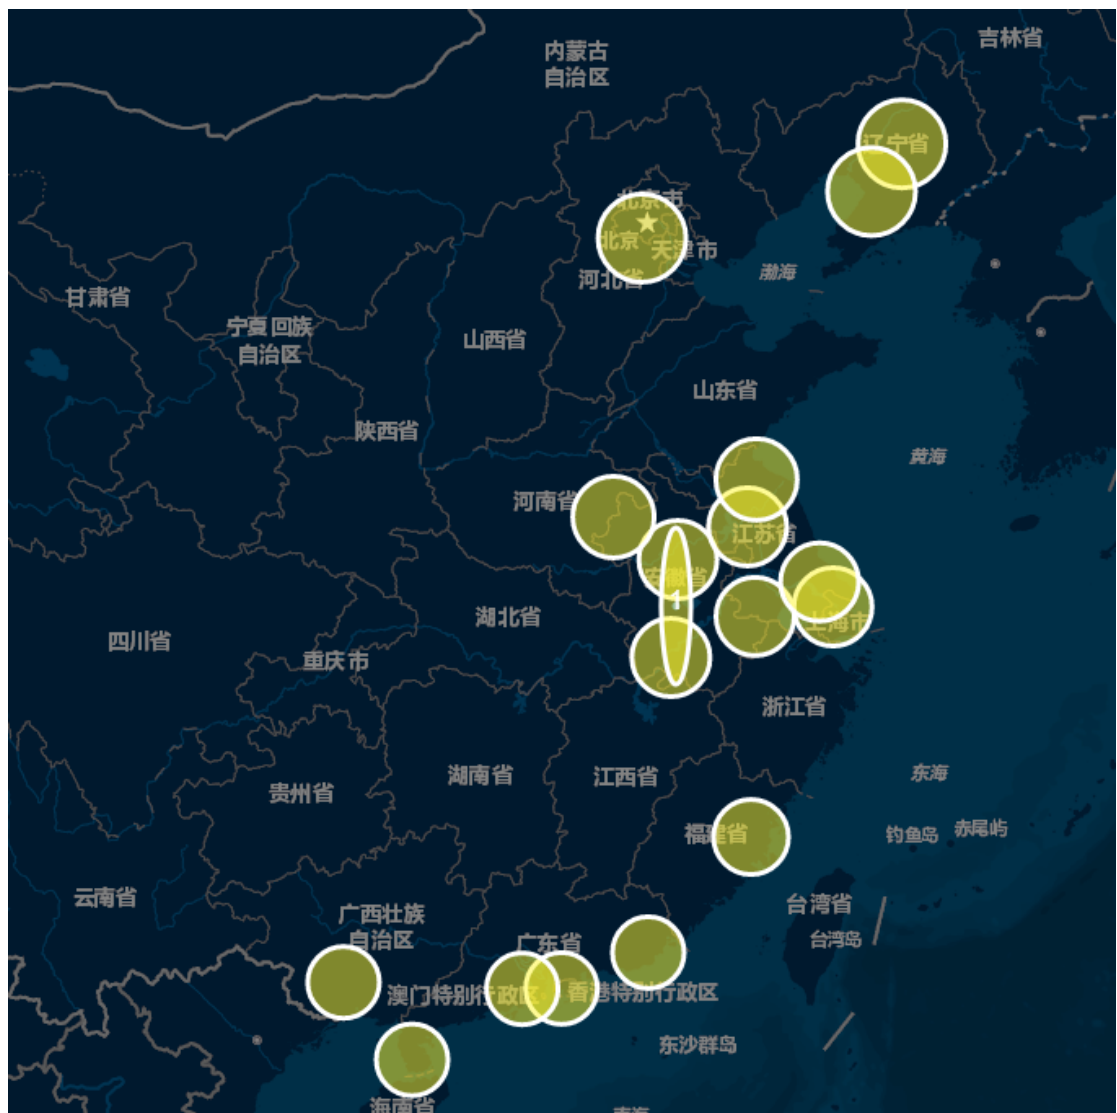 吉林省
内蒙古
自治区
辽宁省
北京市
北京
天津市
河北省
渤海
甘肃省
宁夏回族
自治区
山西省
山东省
陕西省
黄海
河南省
江苏省
安徽省
1
湖北省
上海市
四川省
重庆市
浙江省
湖南省
江西省
东海
贵州省
福建省
钓鱼岛
赤尾屿
云南省
台湾省
广西壮族
自治区
台湾岛
广东省
澳门特别行政区
香港特别行政区
东沙群岛
海南省
南海